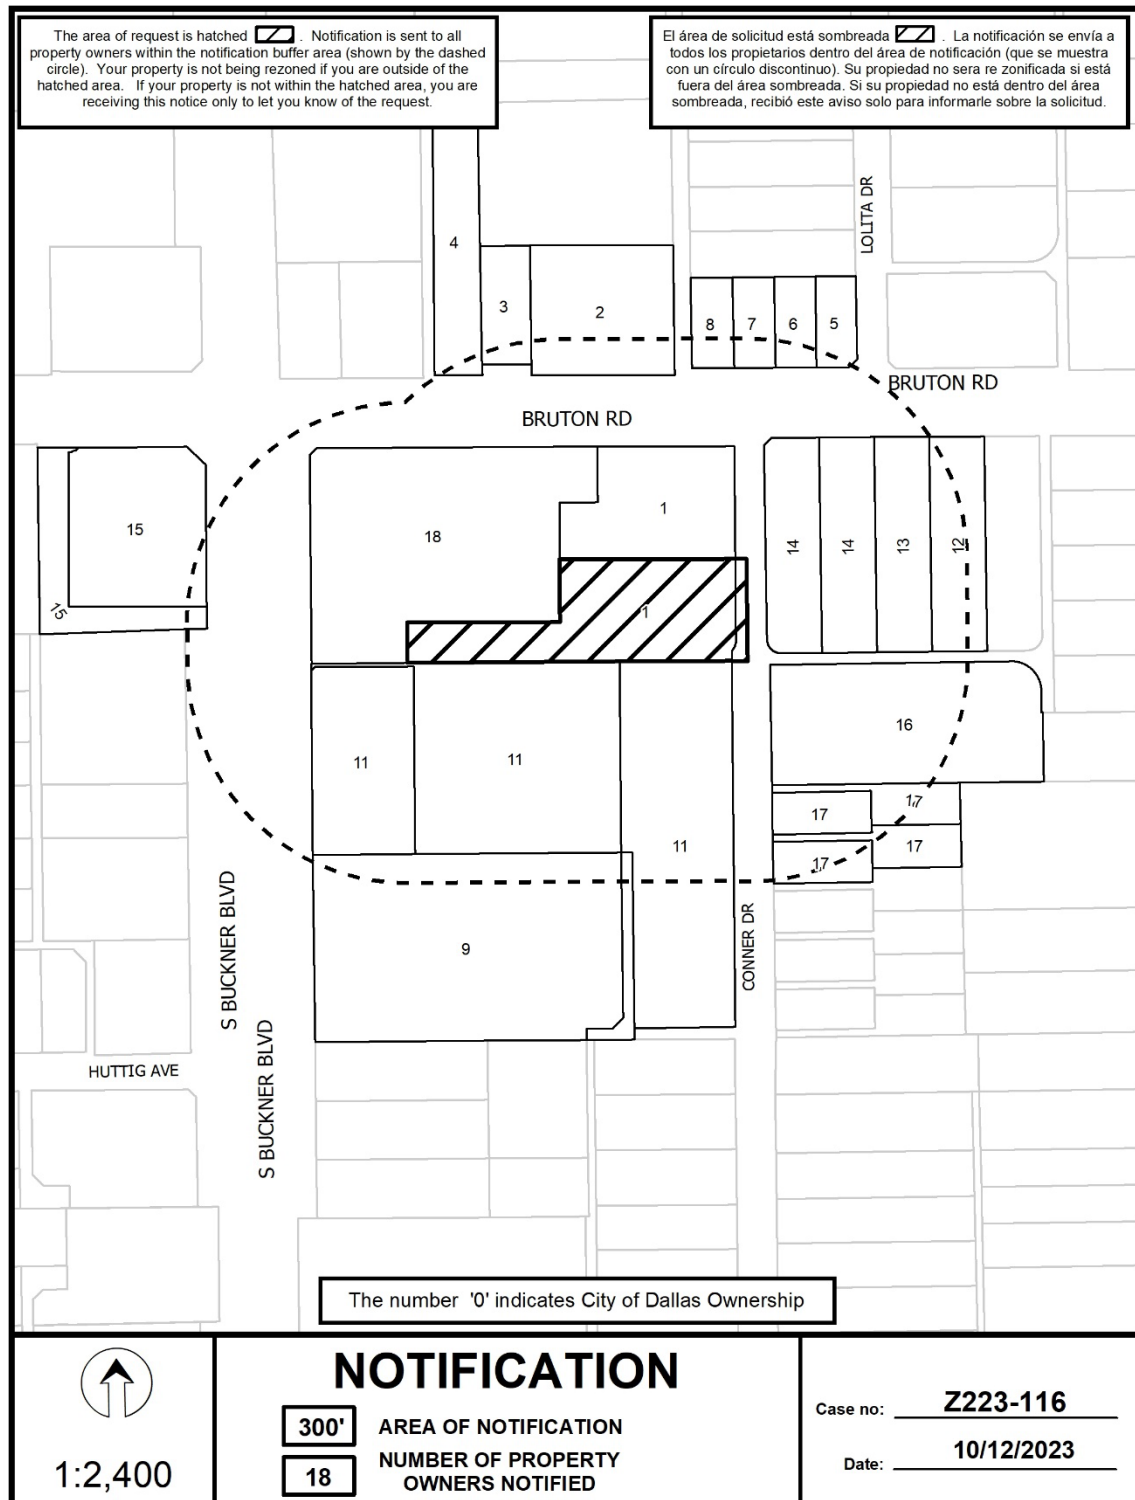 The area of request is hatched . Notification is sent to all
property owners within the notification buffer area (shown by the dashed
circle). Your property is not being rezoned if you are outside of the
hatched area. If your property is not within the hatched area, you are
receiving this notice only to let you know of the request.
El área de solicitud está sombreada . La notificación se envía a
todos los propietarios dentro del área de notificación (que se muestra
con un círculo discontinuo). Su propiedad no sera re zonificada si está
fuera del área sombreada. Si su propiedad no está dentro del área
sombreada, recibió este aviso solo para informarle sobre la solicitud.
LOLITA DR
4
3
2
8
7
6
5
BRUTON RD
BRUTON RD
15
18
1
14
14
13
12
15
1
16
11
11
17
17
11
17
17
S BUCKNER BLVD
9
CONNER DR
S BUCKNER BLVD
HUTTIG AVE
The number '0' indicates City of Dallas Ownership
1:2,400
NOTIFICATION
300' AREA OF NOTIFICATION
18 NUMBER OF PROPERTY
OWNERS NOTIFIED
Case no: Z223-116
Date: 10/12/2023